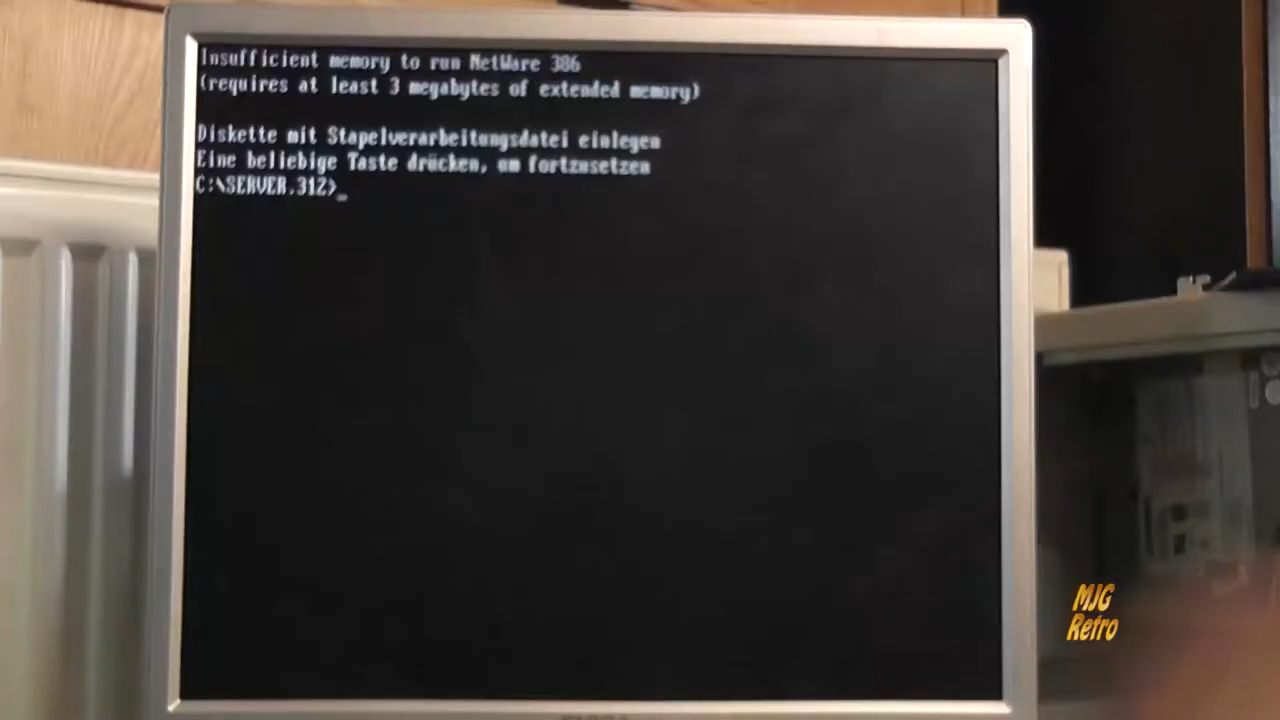 Insufficient memory to run NetWare 386
(requires at least 3 megabytes of extended memory)
Diskette mit Stapelverarbeitungsdatei einlegen
Eine beliebige Taste drücken, um fortzusetzen
C:\SERVER.312>_
MJG
Retro